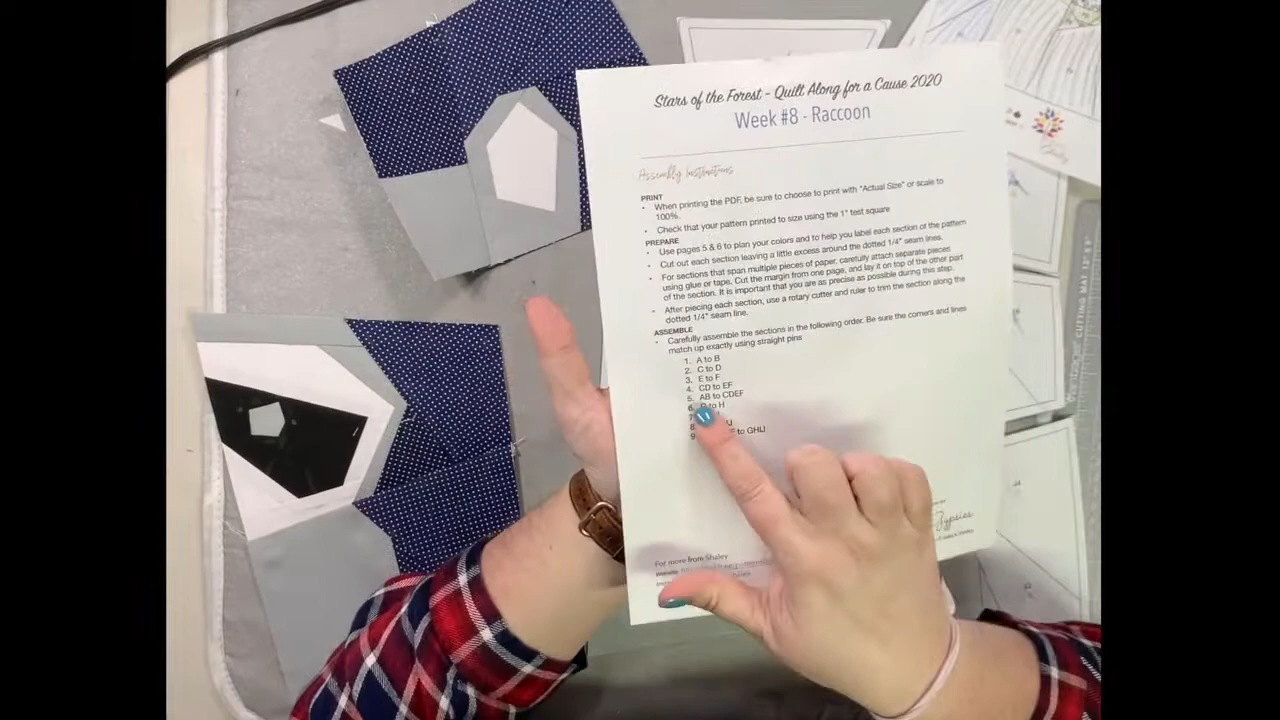 Stars of the Forest - Quilt Along for a Cause 2020
Week #8 - Raccoon
Assembly Instructions
PRINT
• When printing the PDF, be sure to choose to print with "Actual Size" or scale to
100%.
• Check that your pattern printed to size using the 1" test square
PREPARE
• Use pages 5 & 6 to plan your colors and to help you label each section of the pattern
• Cut out each section leaving a little excess around the dotted 1/4" seam lines.
• For sections that span multiple pieces of paper, carefully attach separate pieces
using glue or tape. Cut the margin from one page, and lay it on top of the other part
of the section. It is important that you are as precise as possible during this step.
• After piecing each section, use a rotary cutter and ruler to trim the section along the
dotted 1/4" seam line.
ASSEMBLE
• Carefully assemble the sections in the following order. Be sure the corners and lines
match up exactly using straight pins
1. A to B
2. C to D
3. E to F
4. CD to EF
5. AB to CDEF
6. to H
7
8
9 to GHIJ
Gypsies
For more from Shaley
Website:
CUTTING MAT